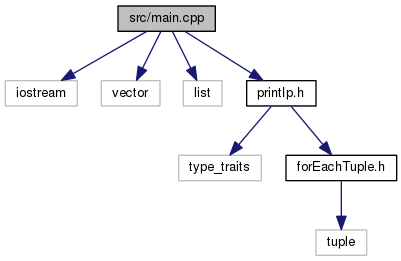 src/main.cpp
iostream
vector
list
printIp.h
type_traits
forEachTuple.h
tuple